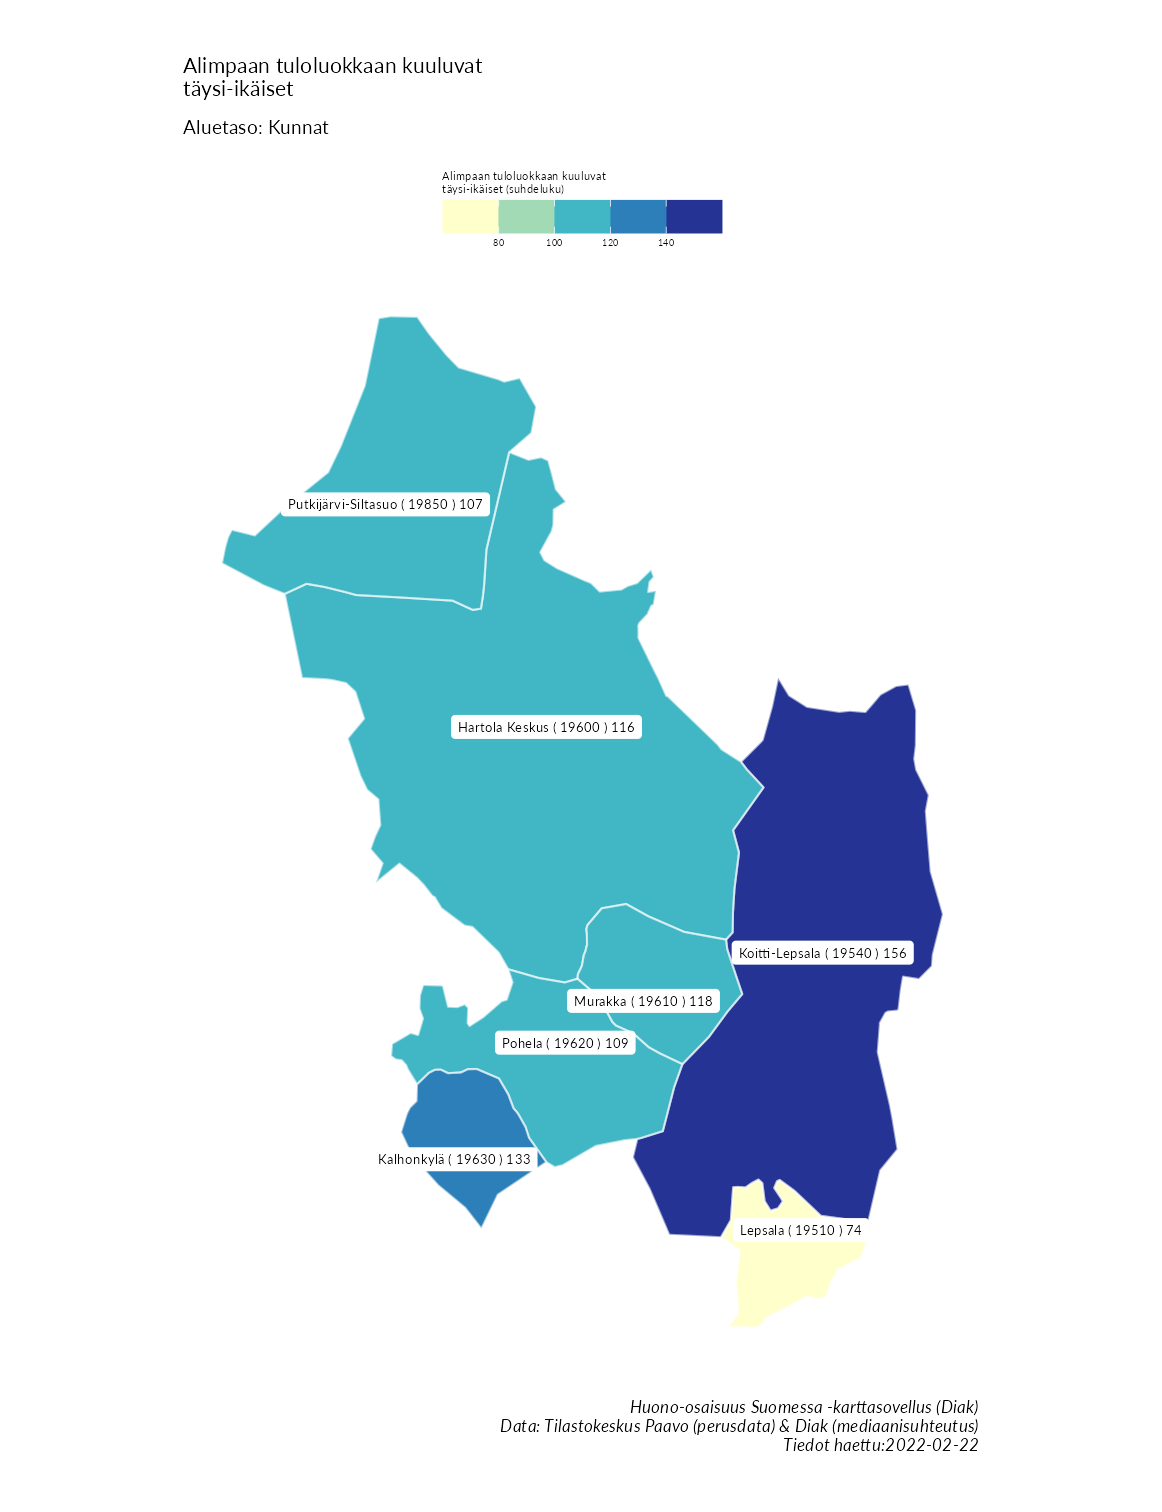 Alimpaan tuloluokkaan kuuluvat
täysi-ikäiset
Aluetaso: Kunnat
Alimpaan tuloluokkaan kuuluvat
täysi-ikäiset (suhdeluku)
80 100 120 140
Putkijärvi-Siltasuo ( 19850 ) 107
Hartola Keskus ( 19600 ) 116
Koitti-Lepsala ( 19540 ) 156
Murakka ( 19610 ) 118
Pohela ( 19620 ) 109
Kalhonkylä ( 19630 ) 133
Lepsala ( 19510 ) 74
Huono-osaisuus Suomessa -karttasovellus (Diak)
Data: Tilastokeskus Paavo (perusdata) & Diak (mediaanisuhteutus)
Tiedot haettu:2022-02-22